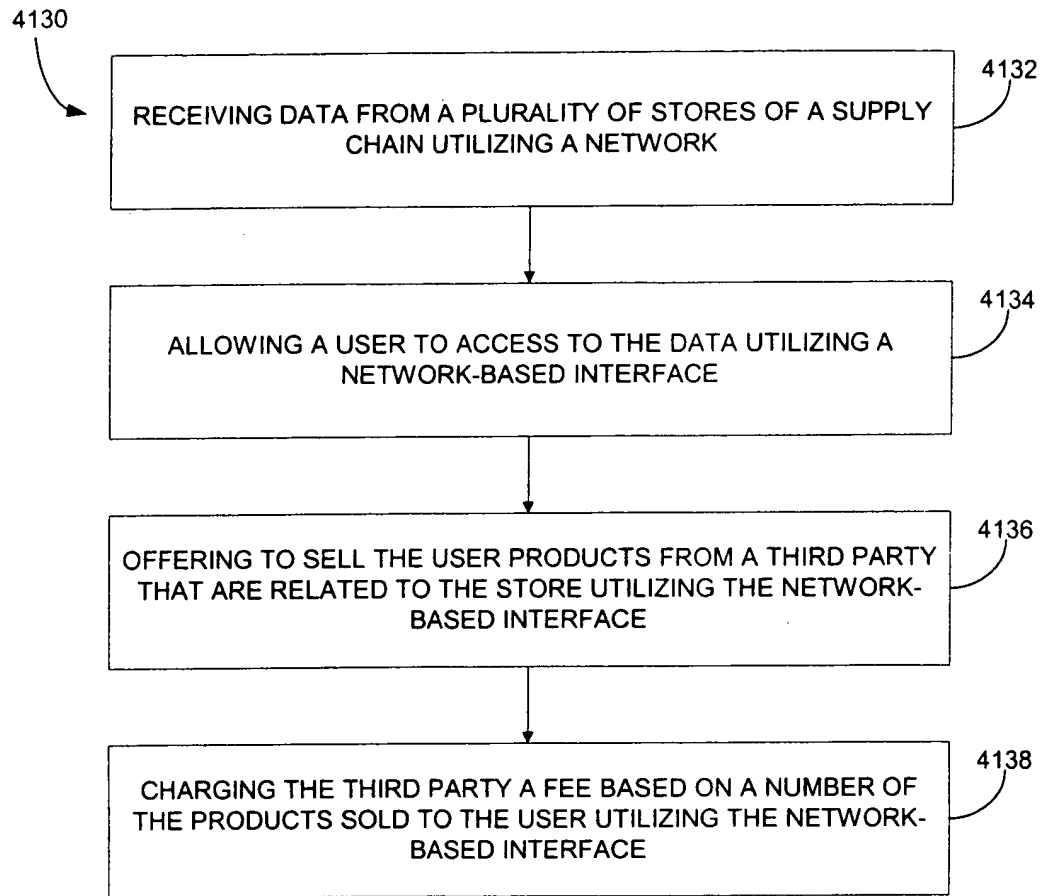 4130
4132
RECEIVING DATA FROM A PLURALITY OF STORES OF A SUPPLY
CHAIN UTILIZING A NETWORK
4134
ALLOWING A USER TO ACCESS TO THE DATA UTILIZING A
NETWORK-BASED INTERFACE
4136
OFFERING TO SELL THE USER PRODUCTS FROM A THIRD PARTY
THAT ARE RELATED TO THE STORE UTILIZING THE NETWORK-
BASED INTERFACE
4138
CHARGING THE THIRD PARTY A FEE BASED ON A NUMBER OF
THE PRODUCTS SOLD TO THE USER UTILIZING THE NETWORK-
BASED INTERFACE